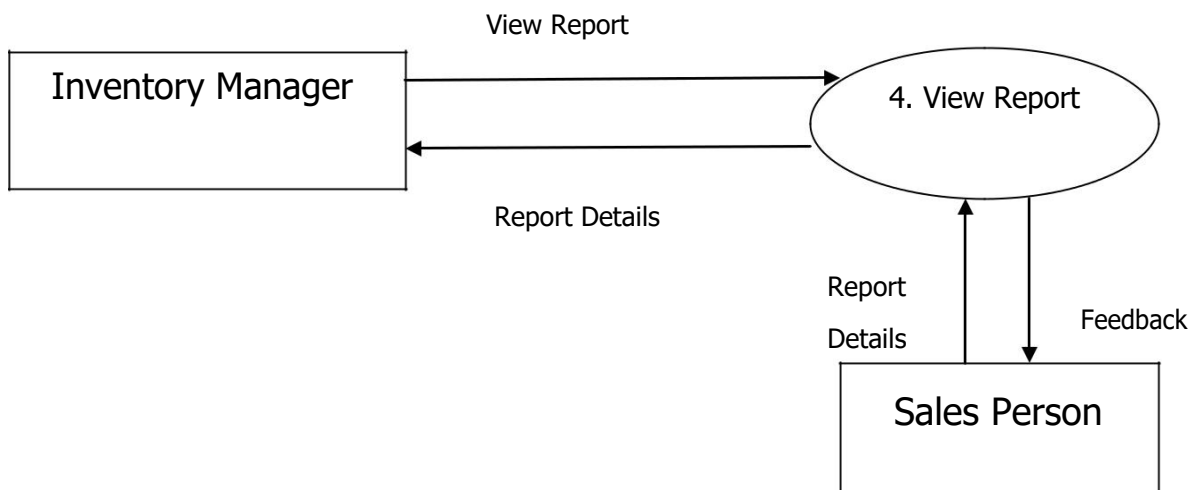 View Report
Inventory Manager
4. View Report
Report Details
Report
Details
Feedback
Sales Person